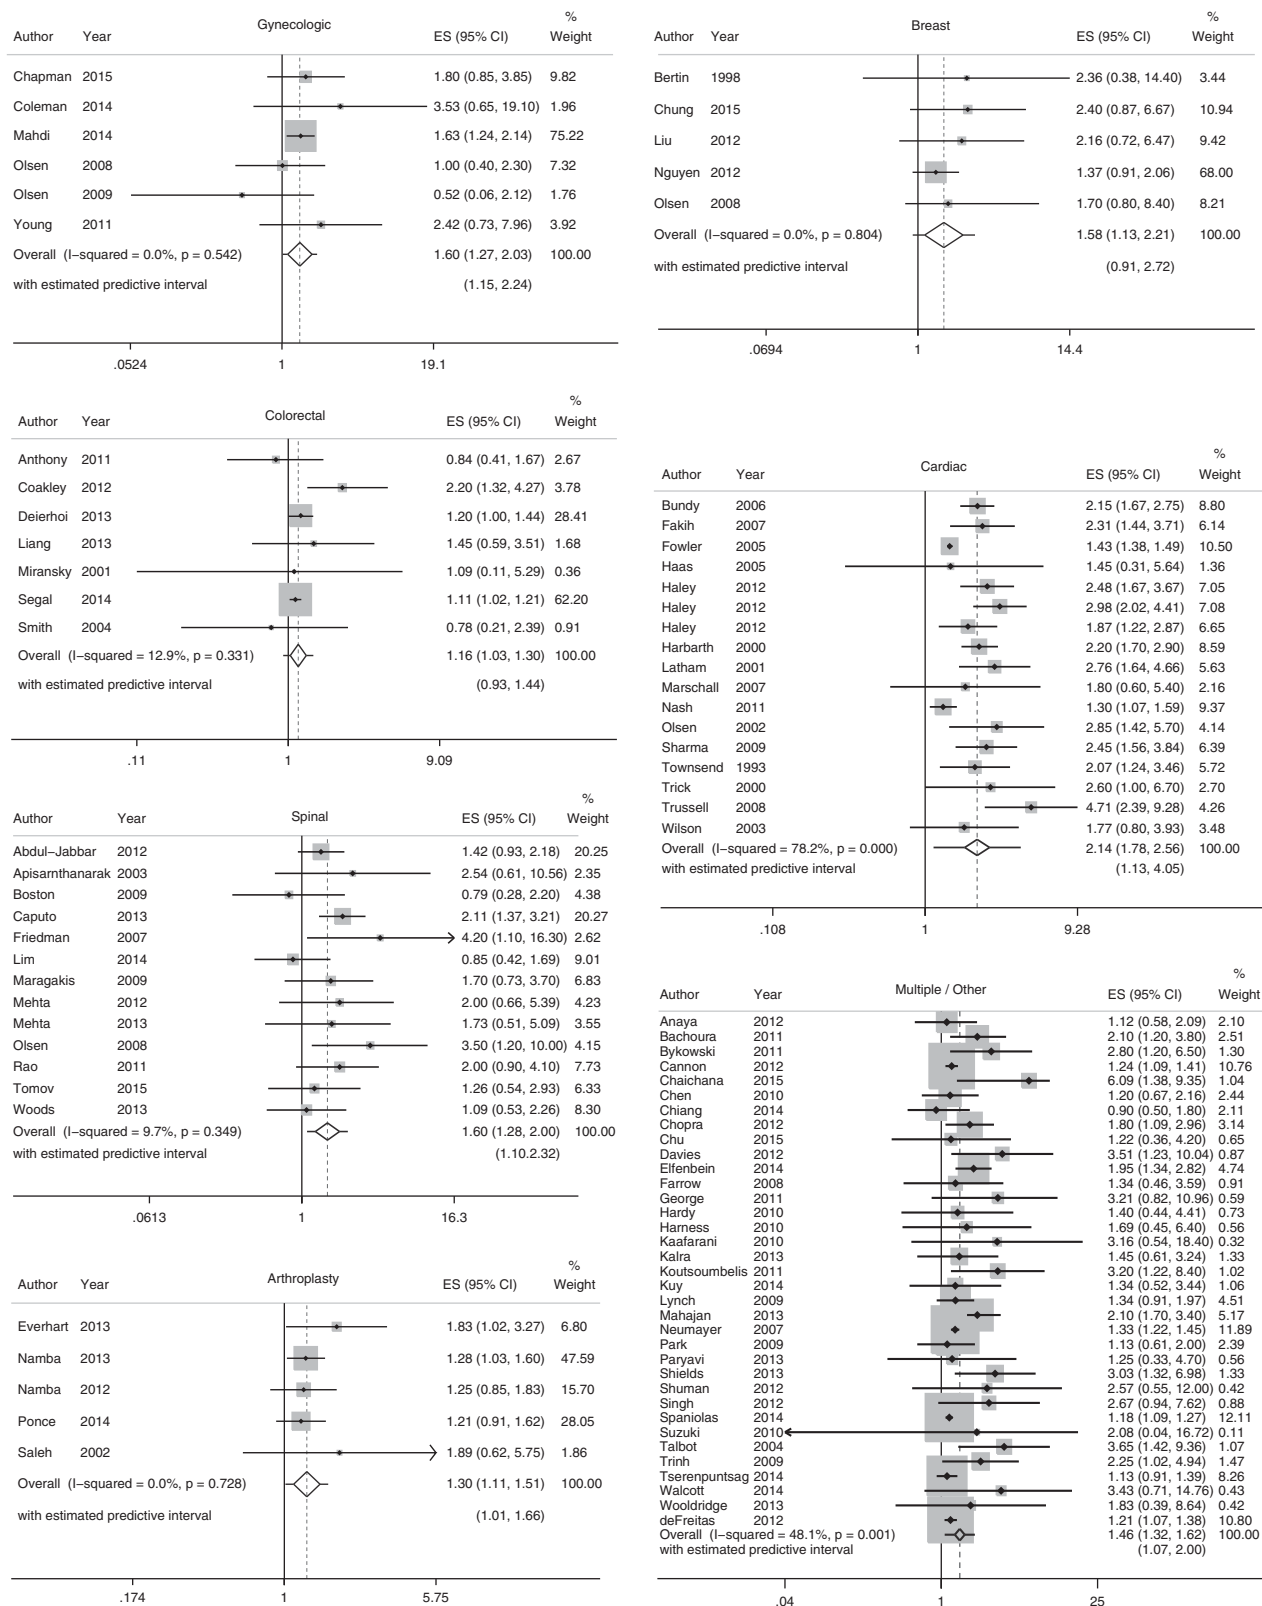 Gynecologic
%
Author Year ES (95% CI) Weight
Chapman 2015 1.80 (0.85, 3.85) 9.82
Coleman 2014 3.53 (0.65, 19.10) 1.96
Mahdi 2014 1.63 (1.24, 2.14) 75.22
Olsen 2008 1.00 (0.40, 2.30) 7.32
Olsen 2009 0.52 (0.06, 2.12) 1.76
Young 2011 2.42 (0.73, 7.96) 3.92
Overall (I−squared = 0.0%, p = 0.542) 1.60 (1.27, 2.03) 100.00
with estimated predictive interval (1.15, 2.24)
.0524 1 19.1
Colorectal
%
Author Year ES (95% CI) Weight
Anthony 2011 0.84 (0.41, 1.67) 2.67
Coakley 2012 2.20 (1.32, 4.27) 3.78
Deierhoi 2013 1.20 (1.00, 1.44) 28.41
Liang 2013 1.45 (0.59, 3.51) 1.68
Miransky 2001 1.09 (0.11, 5.29) 0.36
Segal 2014 1.11 (1.02, 1.21) 62.20
Smith 2004 0.78 (0.21, 2.39) 0.91
Overall (I−squared = 12.9%, p = 0.331) 1.16 (1.03, 1.30) 100.00
with estimated predictive interval (0.93, 1.44)
.11 1 9.09
Spinal
%
Author Year ES (95% CI) Weight
Abdul−Jabbar 2012 1.42 (0.93, 2.18) 20.25
Apisarnthanarak 2003 2.54 (0.61, 10.56) 2.35
Boston 2009 0.79 (0.28, 2.20) 4.38
Caputo 2013 2.11 (1.37, 3.21) 20.27
Friedman 2007 4.20 (1.10, 16.30) 2.62
Lim 2014 0.85 (0.42, 1.69) 9.01
Maragakis 2009 1.70 (0.73, 3.70) 6.83
Mehta 2012 2.00 (0.66, 5.39) 4.23
Mehta 2013 1.73 (0.51, 5.09) 3.55
Olsen 2008 3.50 (1.20, 10.00) 4.15
Rao 2011 2.00 (0.90, 4.10) 7.73
Tomov 2015 1.26 (0.54, 2.93) 6.33
Woods 2013 1.09 (0.53, 2.26) 8.30
Overall (I−squared = 9.7%, p = 0.349) 1.60 (1.28, 2.00) 100.00
with estimated predictive interval (1.10.2.32)
.0613 1 16.3
Arthroplasty
%
Author Year ES (95% CI) Weight
Everhart 2013 1.83 (1.02, 3.27) 6.80
Namba 2013 1.28 (1.03, 1.60) 47.59
Namba 2012 1.25 (0.85, 1.83) 15.70
Ponce 2014 1.21 (0.91, 1.62) 28.05
Saleh 2002 1.89 (0.62, 5.75) 1.86
Overall (I−squared = 0.0%, p = 0.728) 1.30 (1.11, 1.51) 100.00
with estimated predictive interval (1.01, 1.66)
.174 1 5.75
Breast
%
Author Year ES (95% CI) Weight
Bertin 1998 2.36 (0.38, 14.40) 3.44
Chung 2015 2.40 (0.87, 6.67) 10.94
Liu 2012 2.16 (0.72, 6.47) 9.42
Nguyen 2012 1.37 (0.91, 2.06) 68.00
Olsen 2008 1.70 (0.80, 8.40) 8.21
Overall (I−squared = 0.0%, p = 0.804) 1.58 (1.13, 2.21) 100.00
with estimated predictive interval (0.91, 2.72)
.0694 1 14.4
Cardiac
%
Author Year ES (95% CI) Weight
Bundy 2006 2.15 (1.67, 2.75) 8.80
Fakih 2007 2.31 (1.44, 3.71) 6.14
Fowler 2005 1.43 (1.38, 1.49) 10.50
Haas 2005 1.45 (0.31, 5.64) 1.36
Haley 2012 2.48 (1.67, 3.67) 7.05
Haley 2012 2.98 (2.02, 4.41) 7.08
Haley 2012 1.87 (1.22, 2.87) 6.65
Harbarth 2000 2.20 (1.70, 2.90) 8.59
Latham 2001 2.76 (1.64, 4.66) 5.63
Marschall 2007 1.80 (0.60, 5.40) 2.16
Nash 2011 1.30 (1.07, 1.59) 9.37
Olsen 2002 2.85 (1.42, 5.70) 4.14
Sharma 2009 2.45 (1.56, 3.84) 6.39
Townsend 1993 2.07 (1.24, 3.46) 5.72
Trick 2000 2.60 (1.00, 6.70) 2.70
Trussell 2008 4.71 (2.39, 9.28) 4.26
Wilson 2003 1.77 (0.80, 3.93) 3.48
Overall (I−squared = 78.2%, p = 0.000) 2.14 (1.78, 2.56) 100.00
with estimated predictive interval (1.13, 4.05)
.108 1 9.28
Multiple / Other
%
Author Year ES (95% CI) Weight
Anaya 2012 1.12 (0.58, 2.09) 2.10
Bachoura 2011 2.10 (1.20, 3.80) 2.51
Bykowski 2011 2.80 (1.20, 6.50) 1.30
Cannon 2012 1.24 (1.09, 1.41) 10.76
Chaichana 2015 6.09 (1.38, 9.35) 1.04
Chen 2010 1.20 (0.67, 2.16) 2.44
Chiang 2014 0.90 (0.50, 1.80) 2.11
Chopra 2012 1.80 (1.09, 2.96) 3.14
Chu 2015 1.22 (0.36, 4.20) 0.65
Davies 2012 3.51 (1.23, 10.04) 0.87
Elfenbein 2014 1.95 (1.34, 2.82) 4.74
Farrow 2008 1.34 (0.46, 3.59) 0.91
George 2011 3.21 (0.82, 10.96) 0.59
Hardy 2010 1.40 (0.44, 4.41) 0.73
Harness 2010 1.69 (0.45, 6.40) 0.56
Kaafarani 2010 3.16 (0.54, 18.40) 0.32
Kalra 2013 1.45 (0.61, 3.24) 1.33
Koutsoumbelis 2011 3.20 (1.22, 8.40) 1.02
Kuy 2014 1.34 (0.52, 3.44) 1.06
Lynch 2009 1.34 (0.91, 1.97) 4.51
Mahajan 2013 2.10 (1.70, 3.40) 5.17
Neumayer 2007 1.33 (1.22, 1.45) 11.89
Park 2009 1.13 (0.61, 2.00) 2.39
Paryavi 2013 1.25 (0.33, 4.70) 0.56
Shields 2013 3.03 (1.32, 6.98) 1.33
Shuman 2012 2.57 (0.55, 12.00) 0.42
Singh 2012 2.67 (0.94, 7.62) 0.88
Spaniolas 2014 1.18 (1.09, 1.27) 12.11
Suzuki 2010 2.08 (0.04, 16.72) 0.11
Talbot 2004 3.65 (1.42, 9.36) 1.07
Trinh 2009 2.25 (1.02, 4.94) 1.47
Tserenpuntsag 2014 1.13 (0.91, 1.39) 8.26
Walcott 2014 3.43 (0.71, 14.76) 0.43
Wooldridge 2013 1.83 (0.39, 8.64) 0.42
deFreitas 2012 1.21 (1.07, 1.38) 10.80
Overall (I−squared = 48.1%, p = 0.001) 1.46 (1.32, 1.62) 100.00
with estimated predictive interval (1.07, 2.00)
.04 1 25